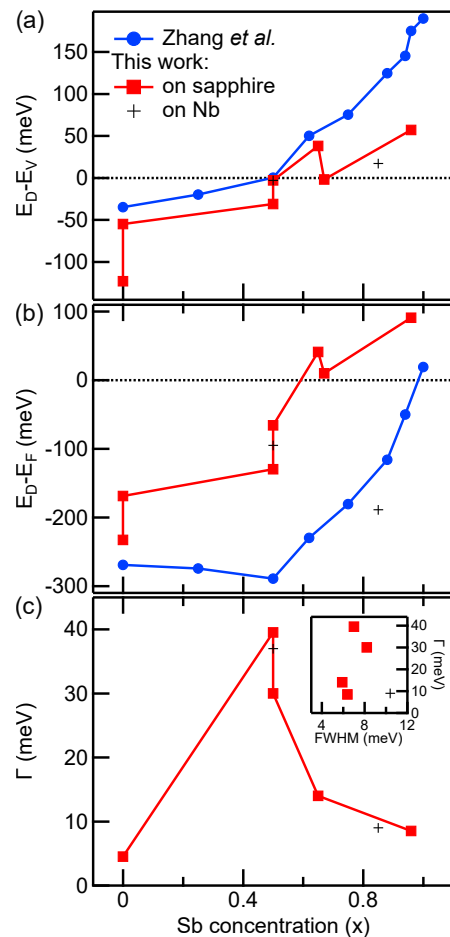 (a)
Zhang et al.
This work:
on sapphire
on Nb
150
100
50
0
-50
-100
E_D-E_V (meV)
(b)
100
0
-100
-200
-300
E_D-E_F (meV)
(c)
40
30
20
10
0
Γ (meV)
40
30
20
10
0
Γ (meV)
4 8 12
FWHM (meV)
0 0.4 0.8
Sb concentration (x)